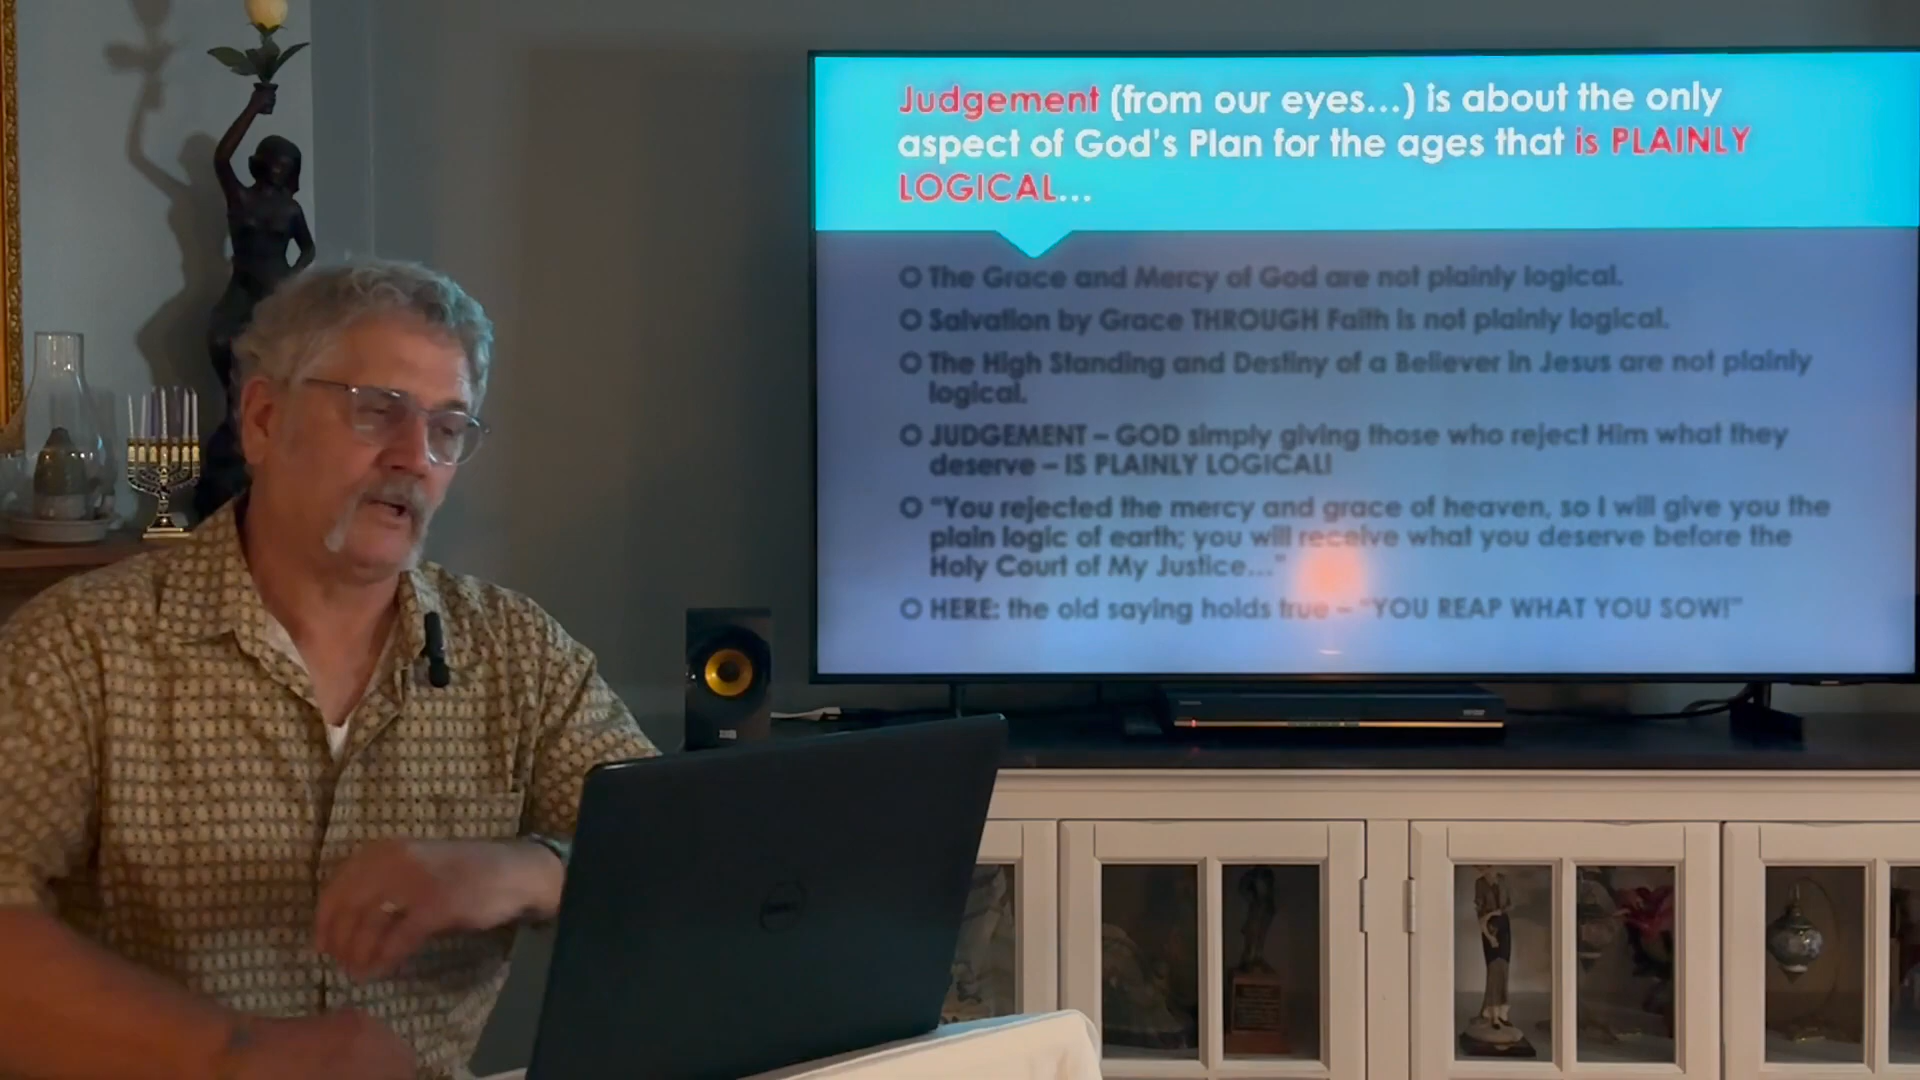 Judgement (from our eyes...) is about the only
aspect of God's Plan for the ages that is PLAINLY
LOGICAL...
O The Grace and Mercy of God are not plainly logical.
O Salvation by Grace THROUGH Faith is not plainly logical.
O The High Standing and Destiny of a Believer in Jesus are not plainly
logical.
O JUDGEMENT – GOD simply giving those who reject Him what they
deserve – IS PLAINLY LOGICAL!
O "You rejected the mercy and grace of heaven, so I will give you the
plain logic of earth; you will receive what you deserve before the
Holy Court of My Justice..."
O HERE: the old saying holds true – "YOU REAP WHAT YOU SOW!"
DELL